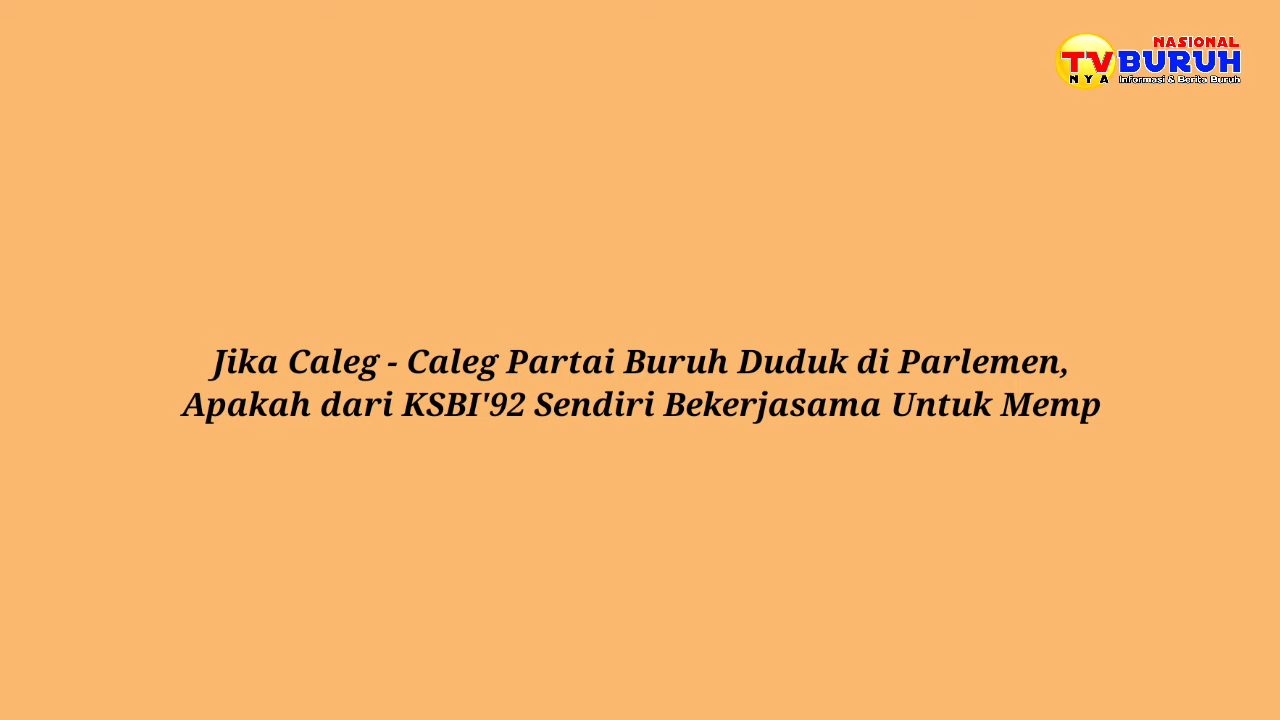 NASIONAL
TV BURUH
NYA Informasi & Berita Buruh
Jika Caleg - Caleg Partai Buruh Duduk di Parlemen,
Apakah dari KSBI'92 Sendiri Bekerjasama Untuk Memp